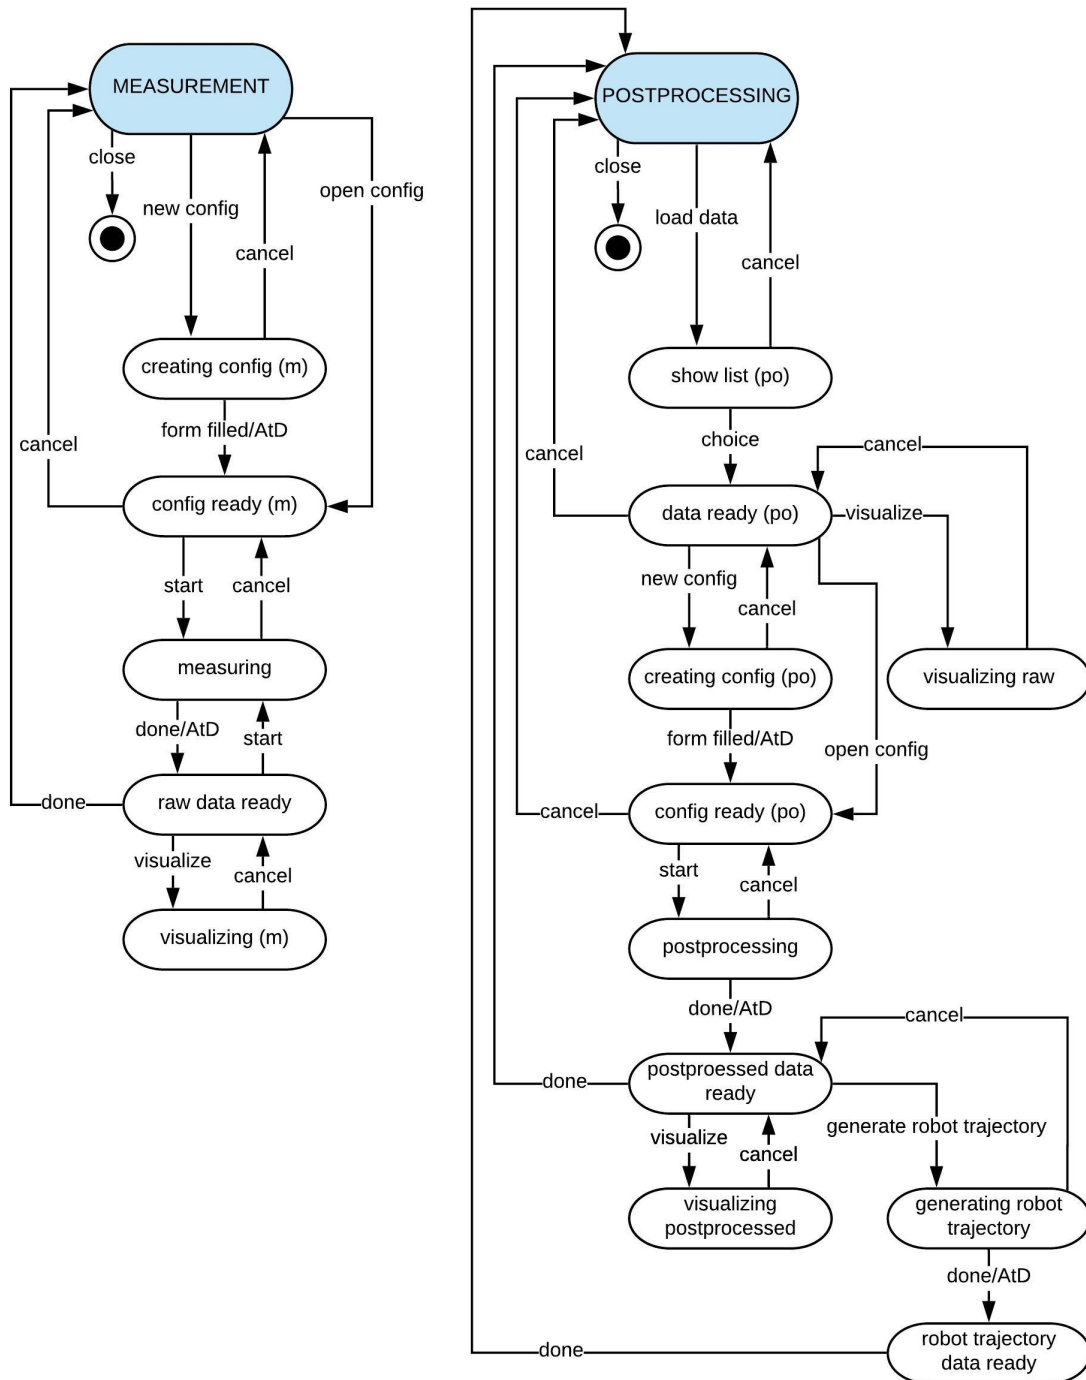 MEASUREMENT
close
new config
open config
cancel
creating config (m)
form filled/AtD
cancel
config ready (m)
start
cancel
measuring
done/AtD
start
done
raw data ready
visualize
cancel
visualizing (m)
POSTPROCESSING
close
load data
cancel
show list (po)
choice
cancel
cancel
data ready (po)
visualize
new config
cancel
creating config (po)
visualizing raw
form filled/AtD
open config
cancel
config ready (po)
start
cancel
postprocessing
done/AtD
cancel
done
postproessed data
ready
generate robot trajectory
visualize
cancel
visualizing
postprocessed
generating robot
trajectory
done/AtD
done
robot trajectory
data ready